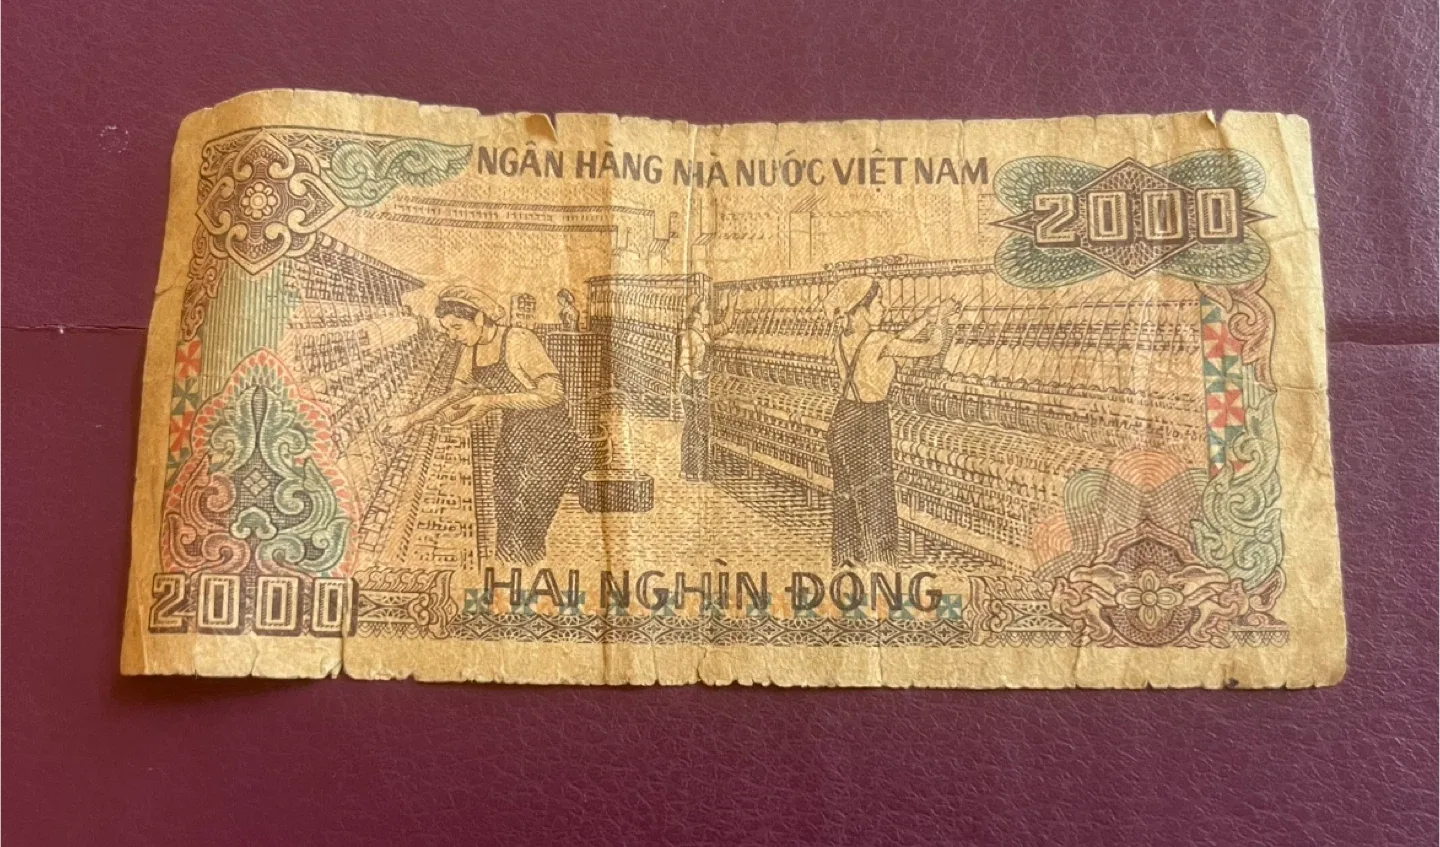 NGÂN HÀNG NHÀ NƯỚC VIỆT NAM
2000
2000
HAI NGHÌN ĐỒNG